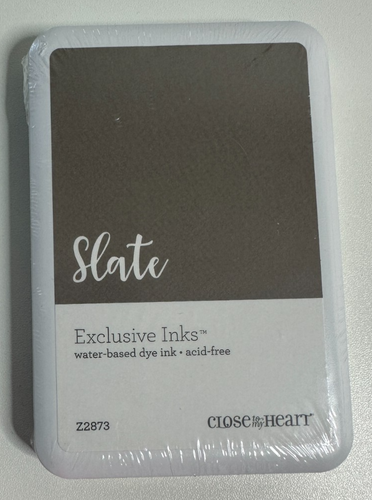 Slate
Exclusive Inks™
water-based dye ink • acid-free
Z2873
CLOSE to my HEART